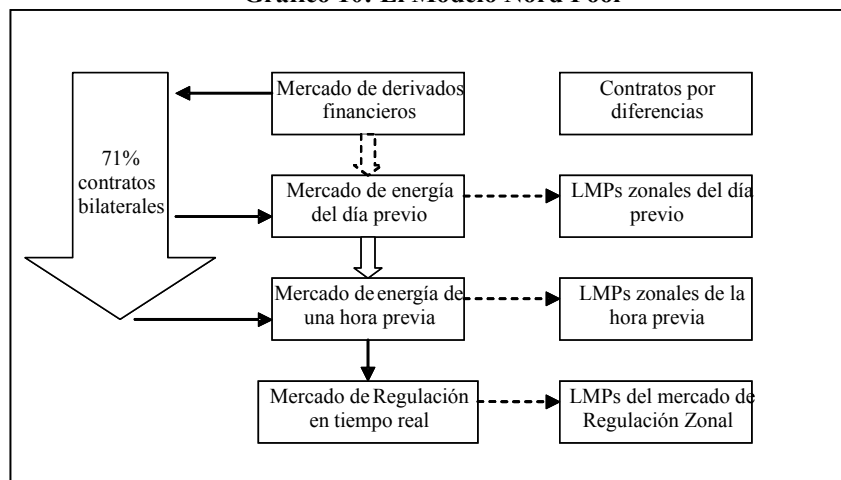 Gráfico 10: El Modelo Nord Pool
71%
contratos
bilaterales
Mercado de derivados
financieros
Contratos por
diferencias
Mercado de energía
del día previo
LMPs zonales del día
previo
Mercado de energía de
una hora previa
LMPs zonales de la
hora previa
Mercado de Regulación
en tiempo real
LMPs del mercado de
Regulación Zonal